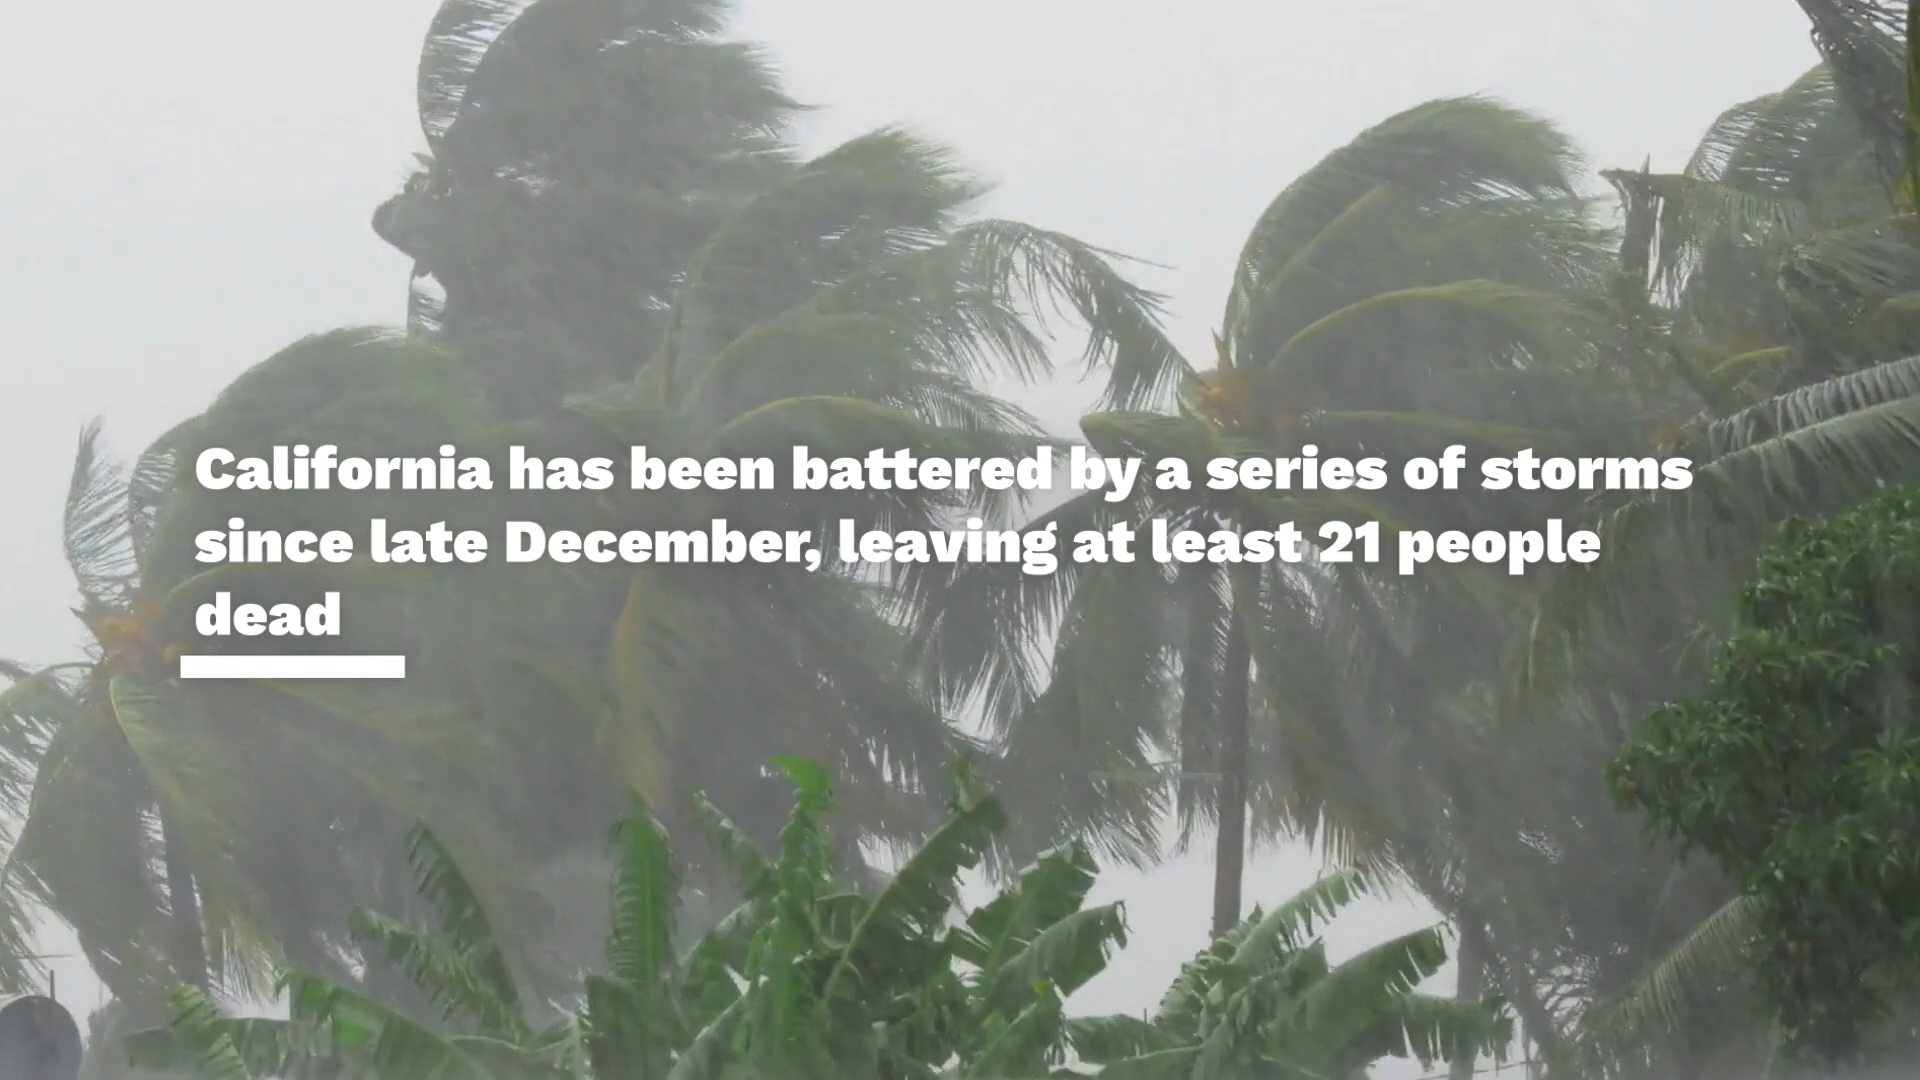 California has been battered by a series of storms
since late December, leaving at least 21 people
dead